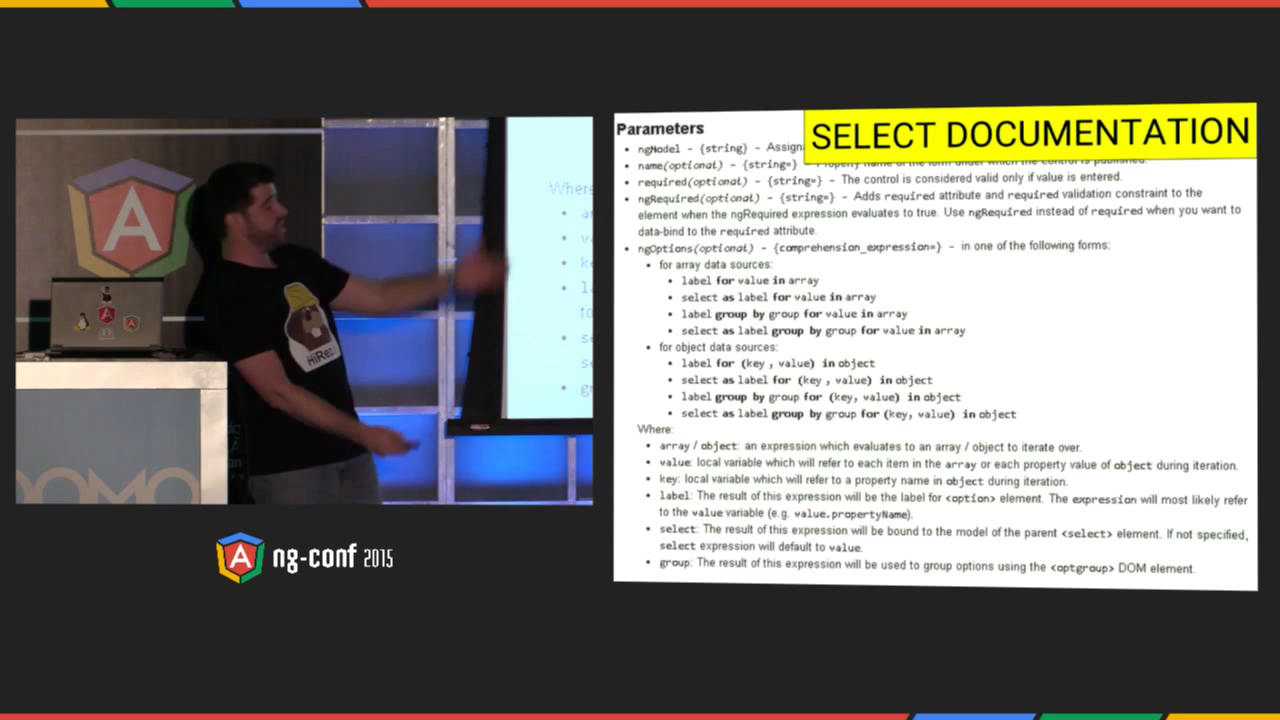 SELECT DOCUMENTATION
Parameters
• ngModel - {string} - Assign
• name(optional) - {string=} - Property name of the form under which the control is published.
• required(optional) - {string=} - The control is considered valid only if value is entered.
• ngRequired(optional) - {string=} - Adds required attribute and required validation constraint to the
element when the ngRequired expression evaluates to true. Use ngRequired instead of required when you want to
data-bind to the required attribute.
• ngOptions(optional) - {comprehension_expression=} - in one of the following forms:
• for array data sources:
• label for value in array
• select as label for value in array
• label group by group for value in array
• select as label group by group for value in array
• for object data sources:
• label for (key , value) in object
• select as label for (key , value) in object
• label group by group for (key, value) in object
• select as label group by group for (key, value) in object
Where:
• array / object: an expression which evaluates to an array / object to iterate over.
• value: local variable which will refer to each item in the array or each property value of object during iteration.
• key: local variable which will refer to a property name in object during iteration.
• label: The result of this expression will be the label for <option> element. The expression will most likely refer
to the value variable (e.g. value.propertyName).
• select: The result of this expression will be bound to the model of the parent <select> element. If not specified,
select expression will default to value.
• group: The result of this expression will be used to group options using the <optgroup> DOM element.
A
Where
HiRez
DOMO
A ng-conf 2015